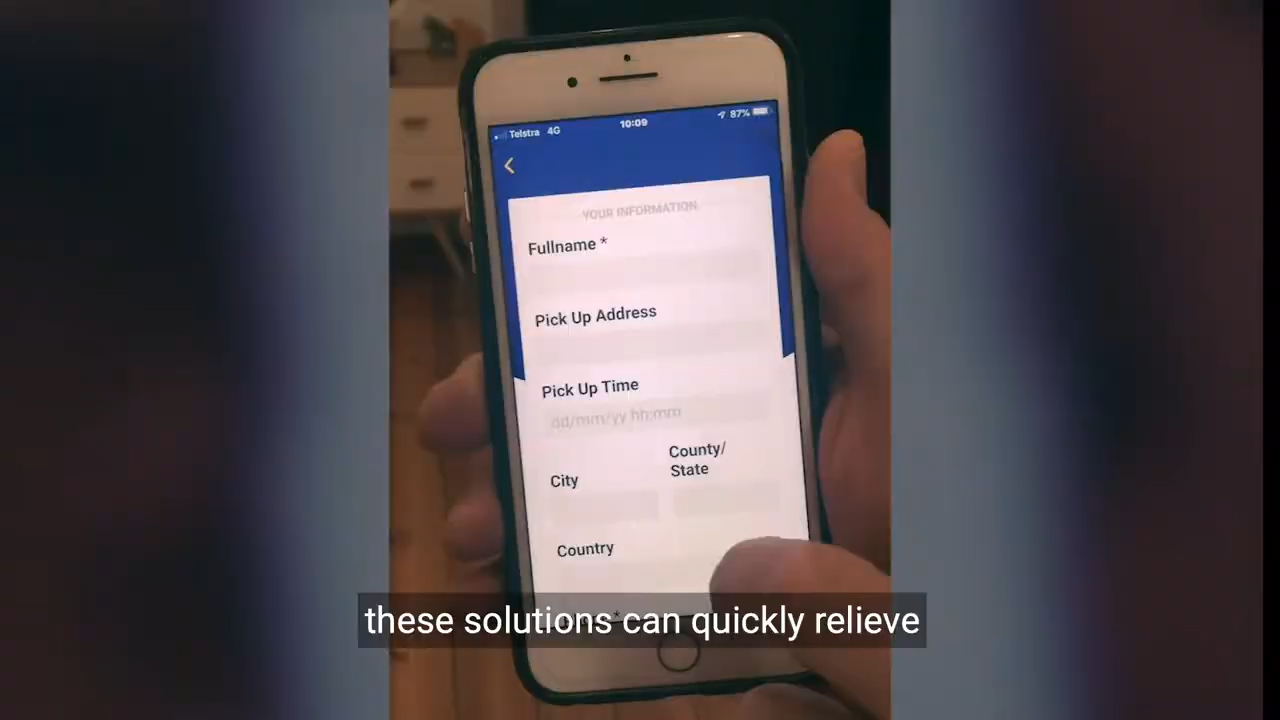 Telstra 4G 10:09 87%
YOUR INFORMATION
Fullname *
Pick Up Address
Pick Up Time
dd/mm/yy hh:mm
City
County/
State
Country
these solutions can quickly relieve